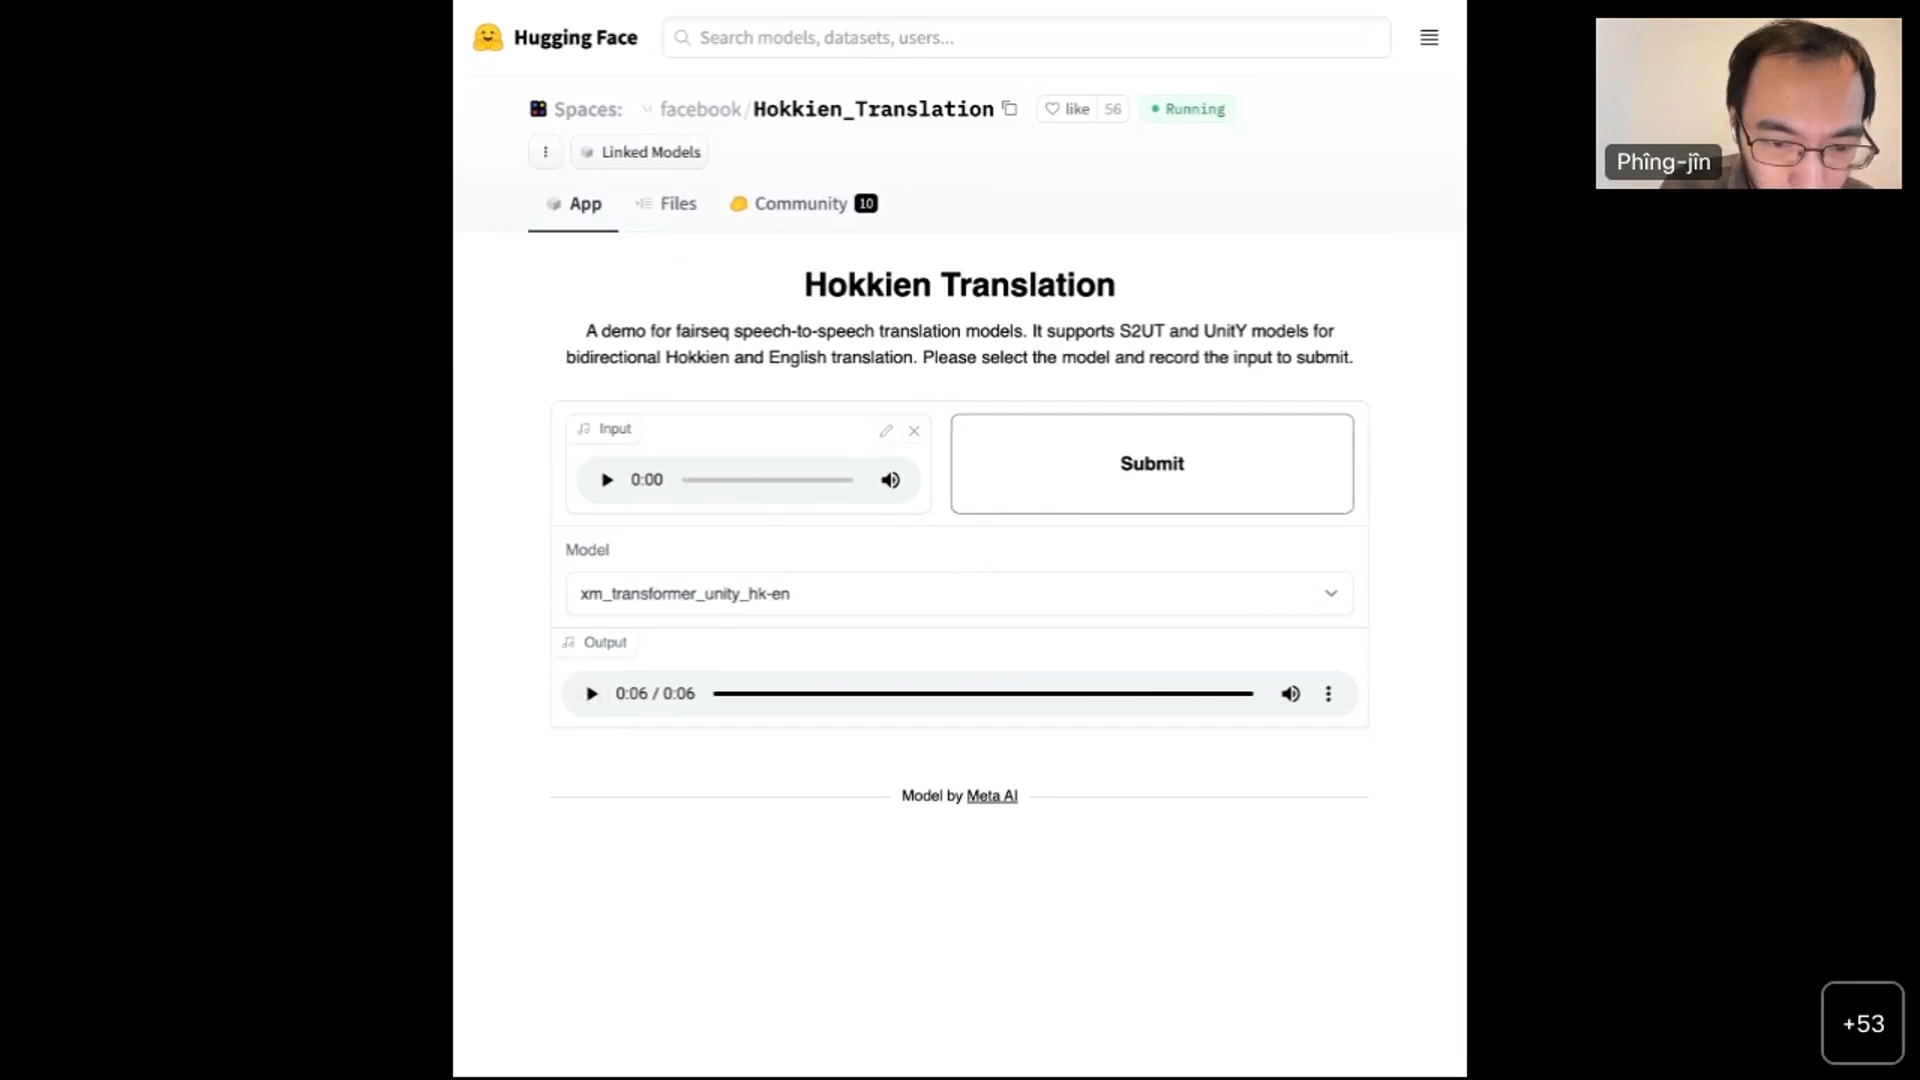 Hugging Face
Search models, datasets, users...
Spaces: facebook/Hokkien_Translation like 56 Running
Linked Models
App Files Community 10
Hokkien Translation
A demo for fairseq speech-to-speech translation models. It supports S2UT and UnitY models for
bidirectional Hokkien and English translation. Please select the model and record the input to submit.
Input
0:00
Submit
Model
xm_transformer_unity_hk-en
Output
0:06 / 0:06
Model by Meta AI
Phîng-jîn
+53